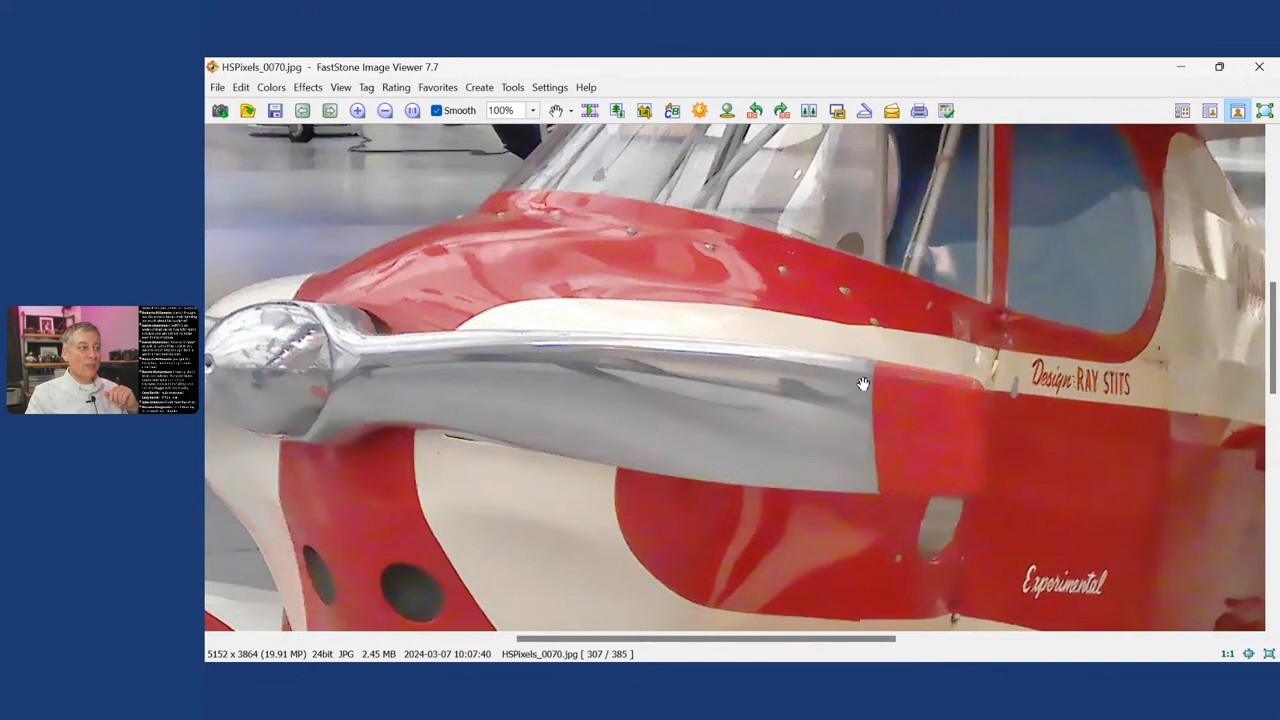 HSPixels_0070.jpg - FastStone Image Viewer 7.7
File Edit Colors Effects View Tag Rating Favorites Create Tools Settings Help
Smooth 100%
Design: RAY STITS
Experimental
5152 x 3864 (19.91 MP) 24bit JPG 2.45 MB 2024-03-07 10:07:40 HSPixels_0070.jpg [ 307 / 385 ] 1:1